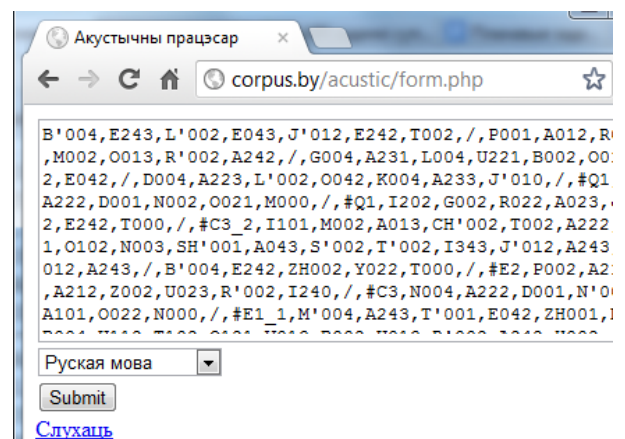 Акустычны працэсар
corpus.by/acustic/form.php
B'004,E243,L'002,E043,J'012,E242,T002,/,P001,A012,R0
,M002,O013,R'002,A242,/,G004,A231,L004,U221,B002,O0
2,E042,/,D004,A223,L'002,O042,K004,A233,J'010,/,#Q1
A222,D001,N002,O021,M000,/,#Q1,I202,G002,R022,A023,
2,E242,T000,/,#C3_2,I101,M002,A013,CH'002,T002,A222
1,O102,N003,SH'001,A043,S'002,T'002,I343,J'012,A243
012,A243,/,B'004,E242,ZH002,Y022,T000,/,#E2,P002,A2
,A212,Z002,U023,R'002,I240,/,#C3,N004,A222,D001,N'0
A101,O022,N000,/,#E1_1,M'004,A243,T'001,E042,ZH001,
Руская мова
Submit
Слухаць